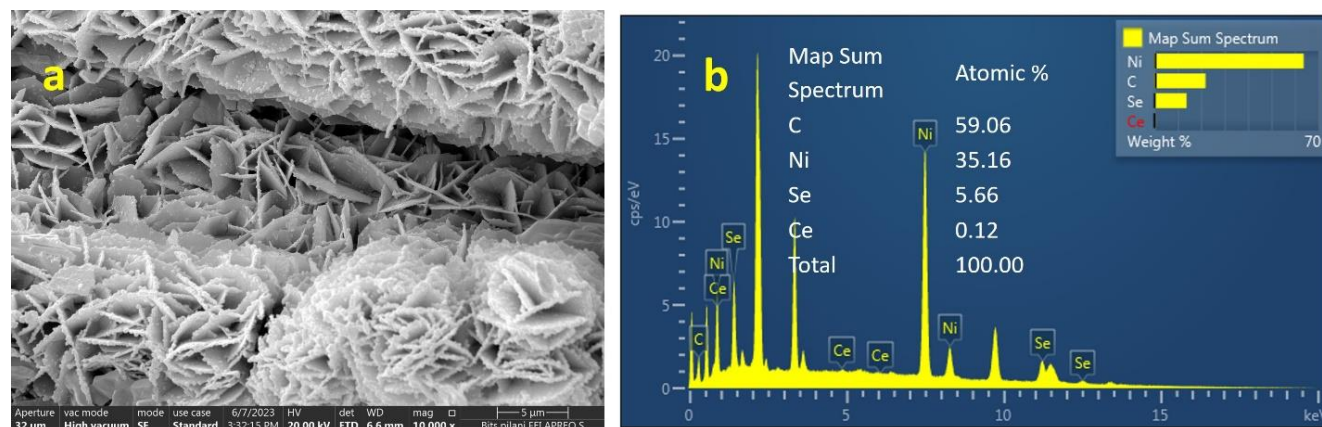 a
Aperture vac mode mode use case 6/7/2023 HV det WD mag □ 5 µm
32 µm High vacuum SE Standard 3:32:15 PM 20.00 kV ETD 6.6 mm 10 000 x Bits pilani FEI APREO S
b
Map Sum Spectrum Atomic %
C 59.06
Ni 35.16
Se 5.66
Ce 0.12
Total 100.00
Map Sum Spectrum
Ni
C
Se
Ce
Weight % 70
cps/eV
20
15
10
5
0
C
Ni
Ce
Se
Ce
Ce
Ni
Ni
Se
Se
0 5 10 15 keV